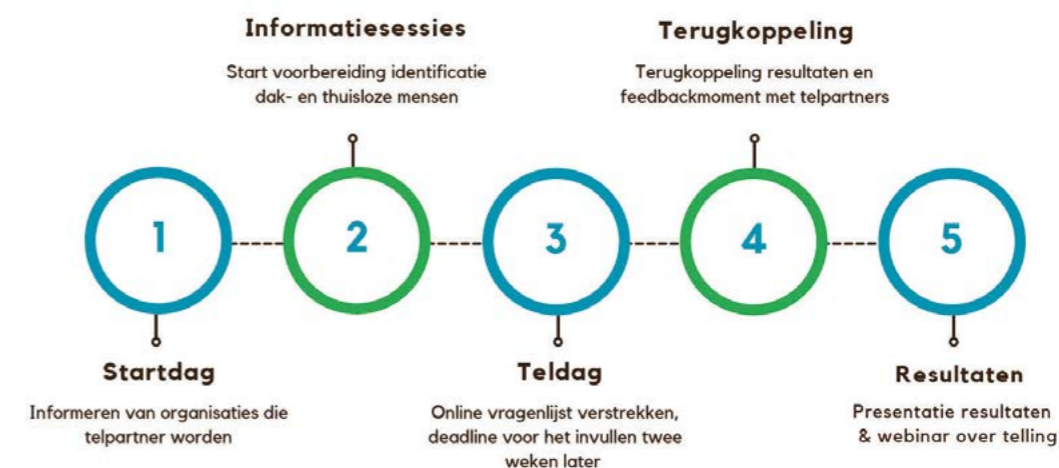 Informatiesessies
Start voorbereiding identificatie
dak- en thuisloze mensen
Terugkoppeling
Terugkoppeling resultaten en
feedbackmoment met telpartners
1
2
3
4
5
Startdag
Informeren van organisaties die
telpartner worden
Teldag
Online vragenlijst verstrekken,
deadline voor het invullen twee
weken later
Resultaten
Presentatie resultaten
& webinar over telling